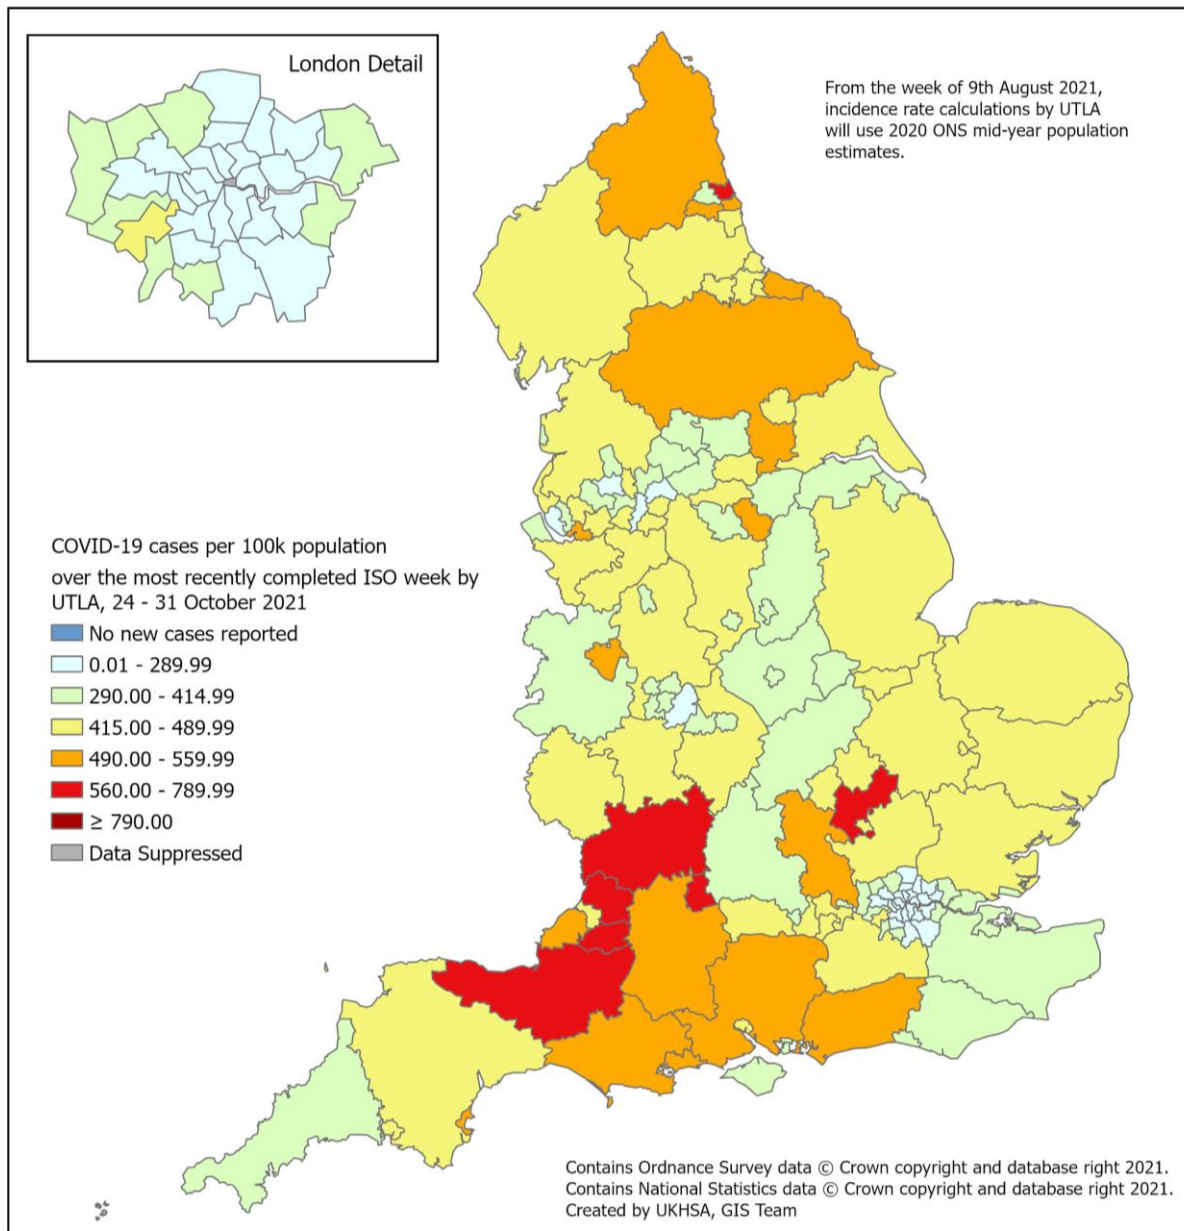 London Detail
From the week of 9th August 2021,
incidence rate calculations by UTLA
will use 2020 ONS mid-year population
estimates.
COVID-19 cases per 100k population
over the most recently completed ISO week by
UTLA, 24 - 31 October 2021
No new cases reported
0.01 - 289.99
290.00 - 414.99
415.00 - 489.99
490.00 - 559.99
560.00 - 789.99
≥ 790.00
Data Suppressed
Contains Ordnance Survey data © Crown copyright and database right 2021.
Contains National Statistics data © Crown copyright and database right 2021.
Created by UKHSA, GIS Team